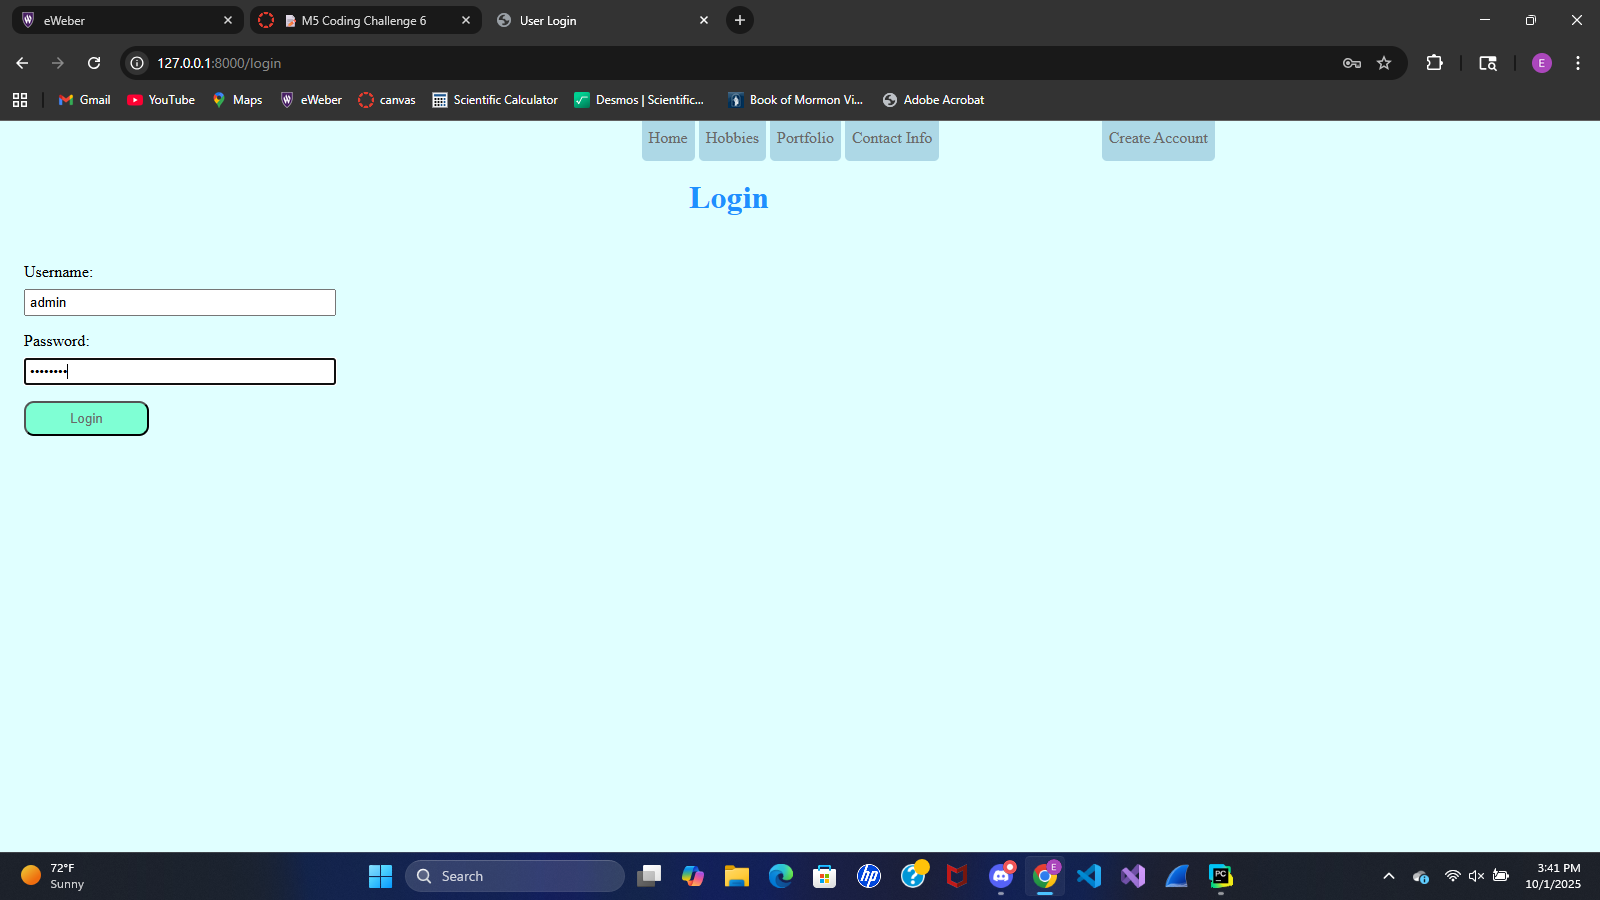 eWeber
M5 Coding Challenge 6
User Login
127.0.0.1:8000/login
E
Gmail
YouTube
Maps
eWeber
canvas
Scientific Calculator
Desmos | Scientific...
Book of Mormon Vi...
Adobe Acrobat
Home
Hobbies
Portfolio
Contact Info
Create Account
Login
Username:
admin
Password:
••••••••
Login
72°F
Sunny
Search
hp
E
PC
3:41 PM
10/1/2025